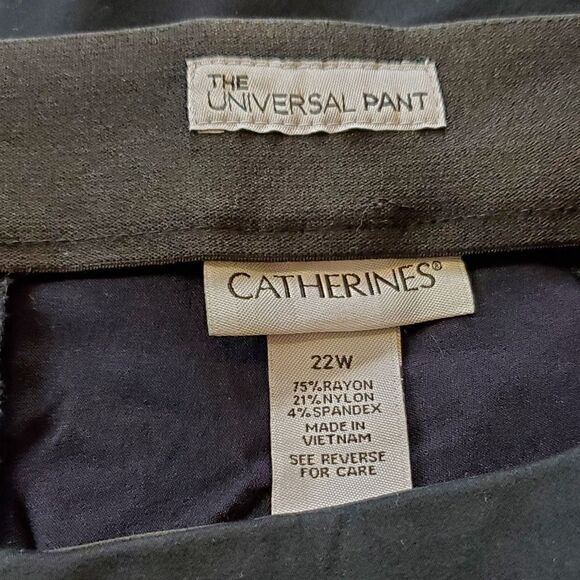 THE
UNIVERSAL PANT
CATHERINES®
22W
75%RAYON
21%NYLON
4%SPANDEX
MADE IN
VIETNAM
SEE REVERSE
FOR CARE